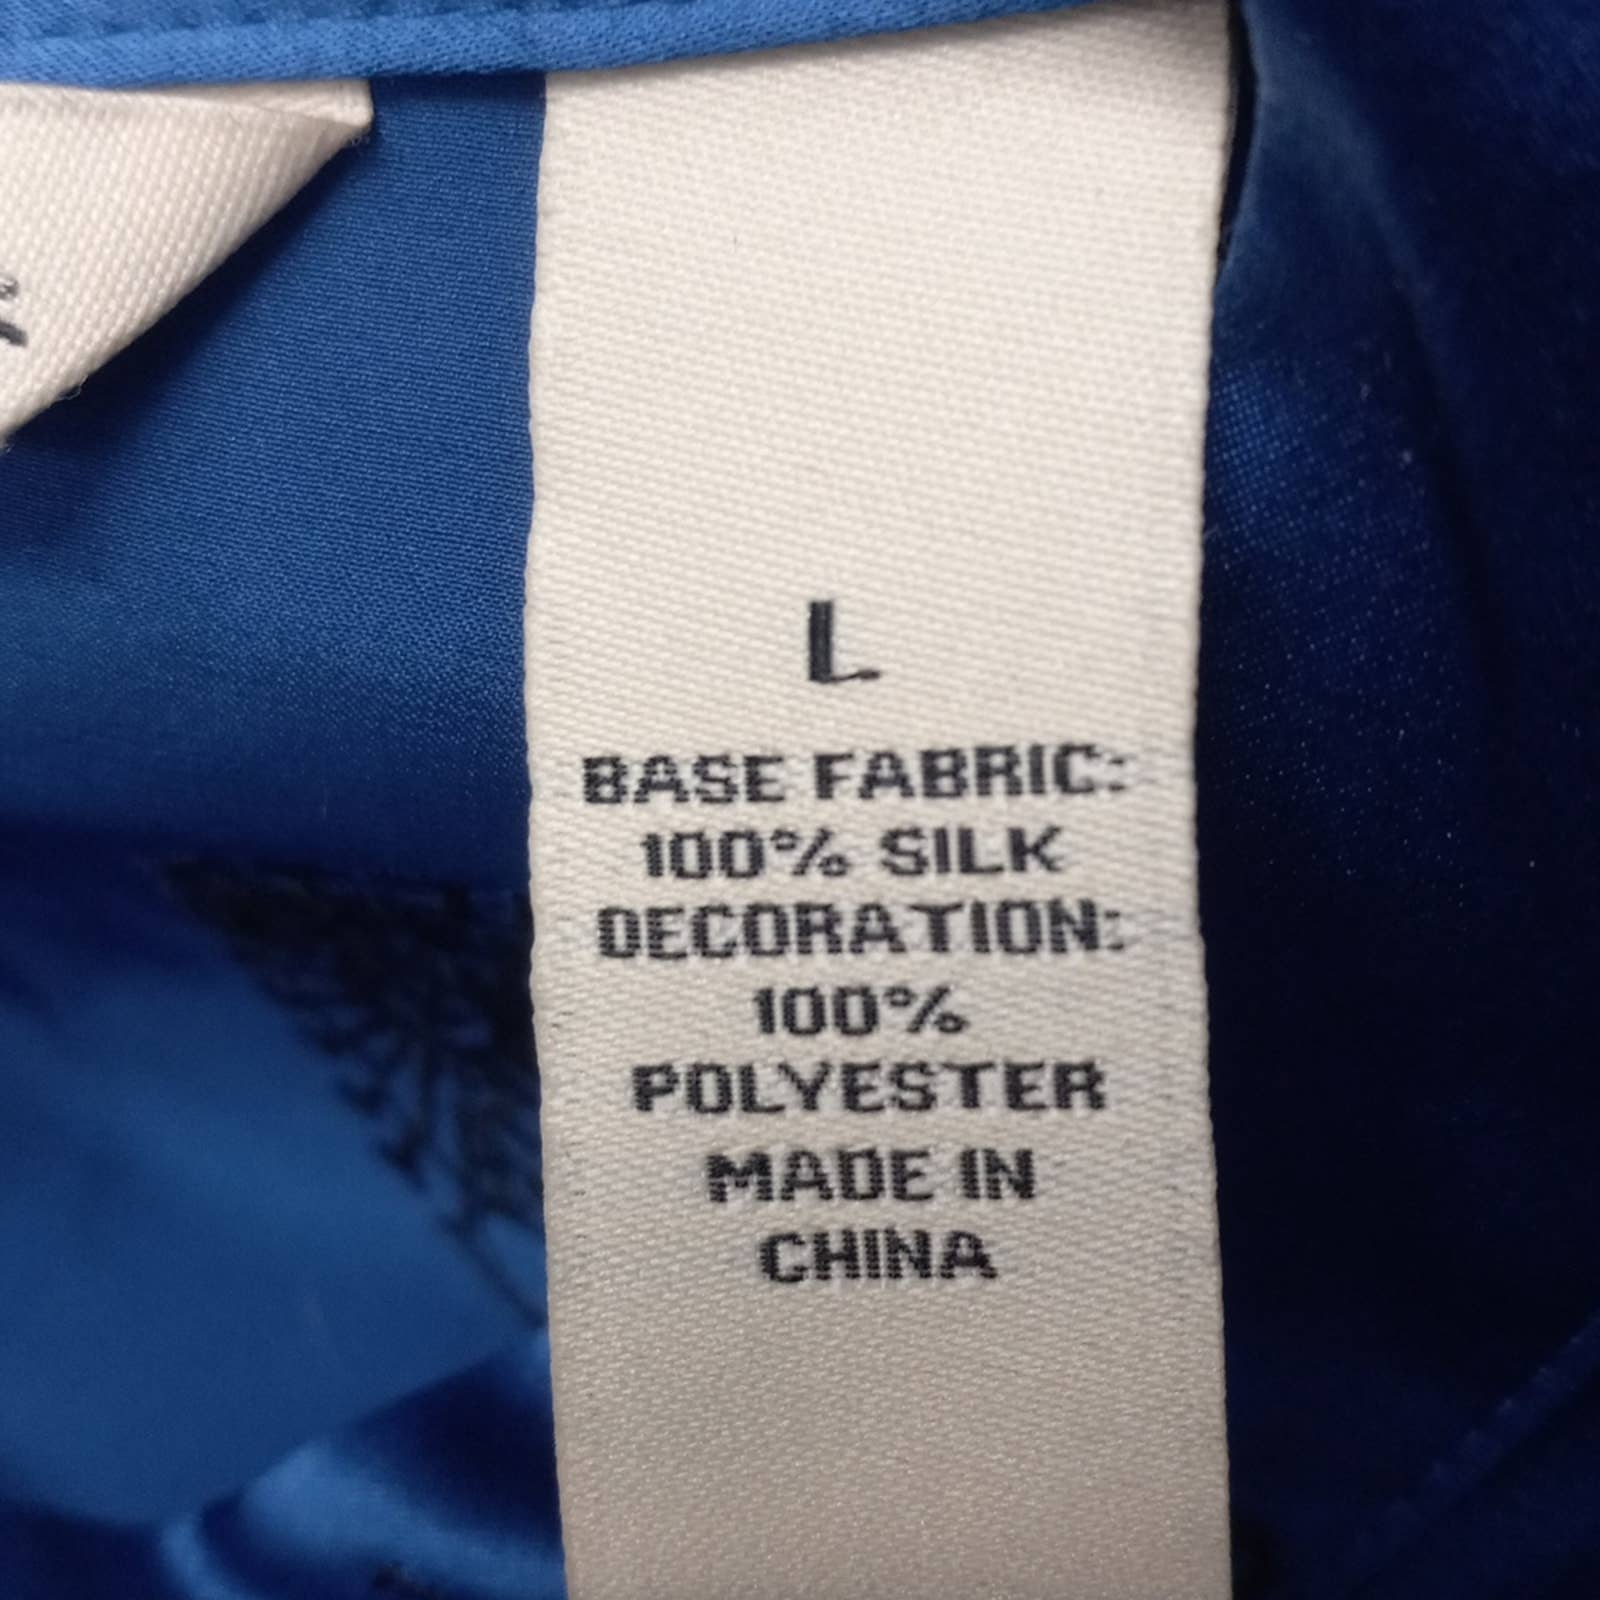 L
BASE FABRIC:
100% SILK
DECORATION:
100%
POLYESTER
MADE IN
CHINA